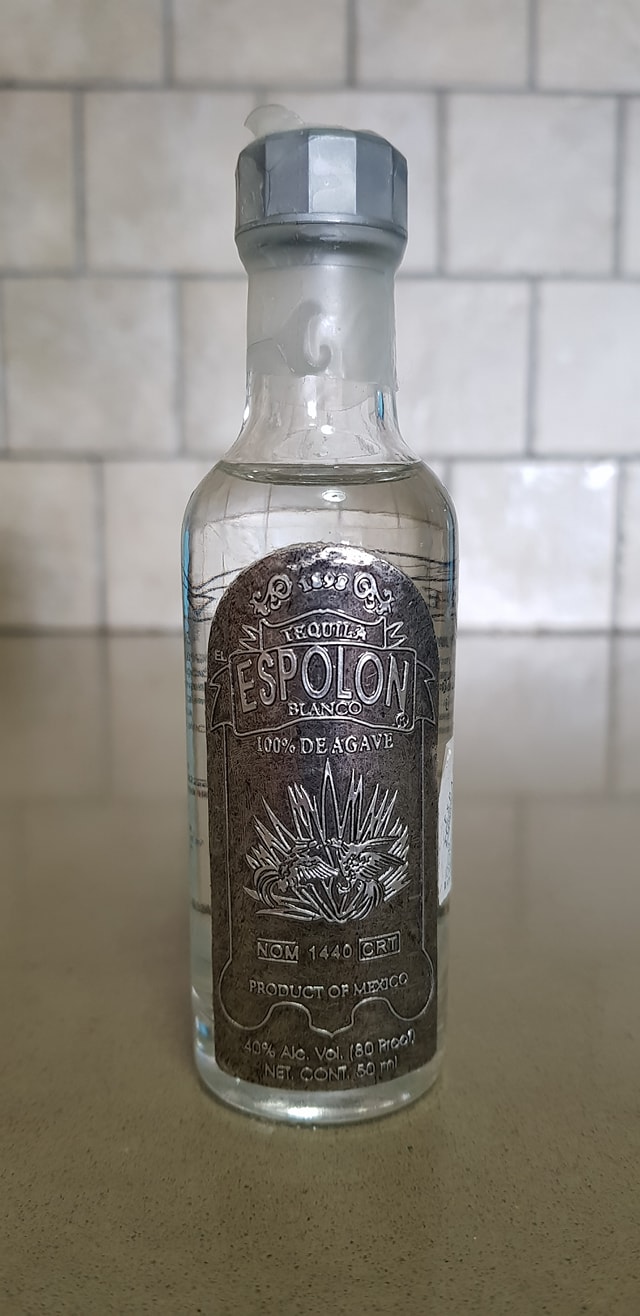 1898
TEQUILA
EL
ESPOLON
BLANCO
100% DE AGAVE
NOM 1440 CRT
PRODUCT OF MEXICO
40% Alc. Vol. (80 Proof)
NET. CONT. 50 ml